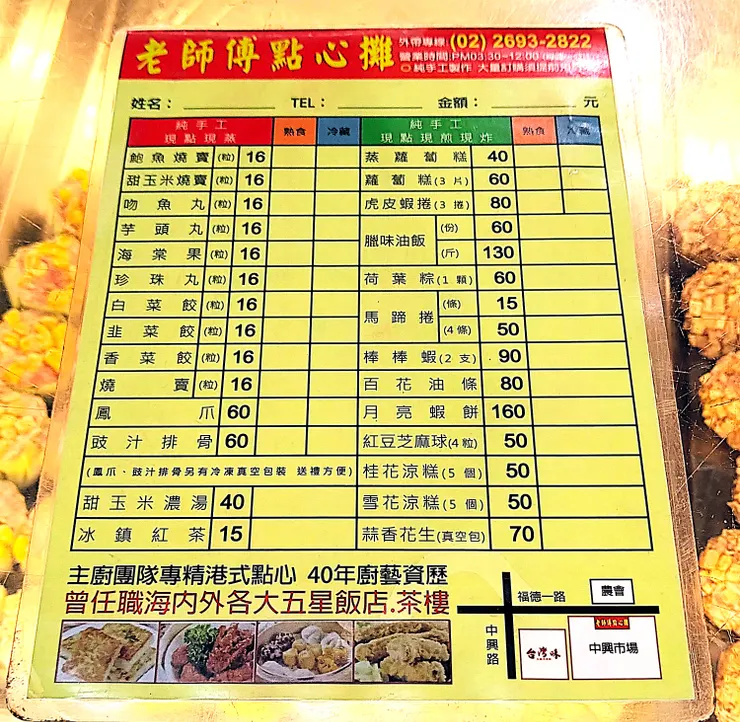 老師傅點心攤
外帶專線:(02) 2693-2822
營業時間:PM03:30~12:00
純手工製作 大量訂購須提前
姓名: TEL: 金額: 元
純手工 現點現蒸 熟食 冷藏
鮑魚燒賣(粒) 16
甜玉米燒賣(粒) 16
吻魚丸(粒) 16
芋頭丸(粒) 16
海棠果(粒) 16
珍珠丸(粒) 16
白菜餃(粒) 16
韭菜餃(粒) 16
香菜餃(粒) 16
燒賣(粒) 16
鳳爪 60
豉汁排骨 60
(鳳爪、豉汁排骨另有冷凍真空包裝 送禮方便)
甜玉米濃湯 40
冰鎮紅茶 15
純手工 現點現煎現炸 熟食 冷藏
蒸蘿蔔糕 40
蘿蔔糕(3片) 60
虎皮蝦捲(3捲) 80
臘味油飯 (份) 60
(斤) 130
荷葉粽(1顆) 60
馬蹄捲 (條) 15
(4條) 50
棒棒蝦(2支) 90
百花油條 80
月亮蝦餅 160
紅豆芝麻球(4粒) 50
桂花涼糕(5個) 50
雪花涼糕(5個) 50
蒜香花生(真空包) 70
主廚團隊專精港式點心 40年廚藝資歷
曾任職海內外各大五星飯店.茶樓
福德一路
農會
中興路
老師傅點心攤
台灣味
中興市場